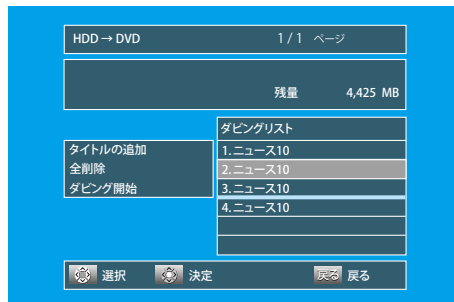 HDD→DVD 1/1 ページ
残量 4,425 MB
ダビングリスト
タイトルの追加
全削除
ダビング開始
1.ニュース10
2.ニュース10
3.ニュース10
4.ニュース10
選択 決定 戻る 戻る